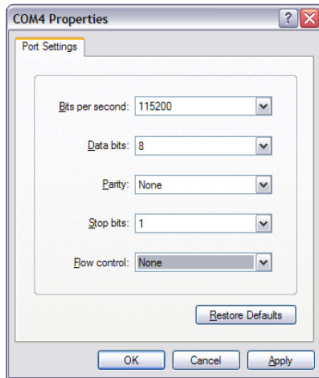 COM4 Properties
Port Settings
Bits per second: 115200
Data bits: 8
Parity: None
Stop bits: 1
Flow control: None
Restore Defaults
OK Cancel Apply